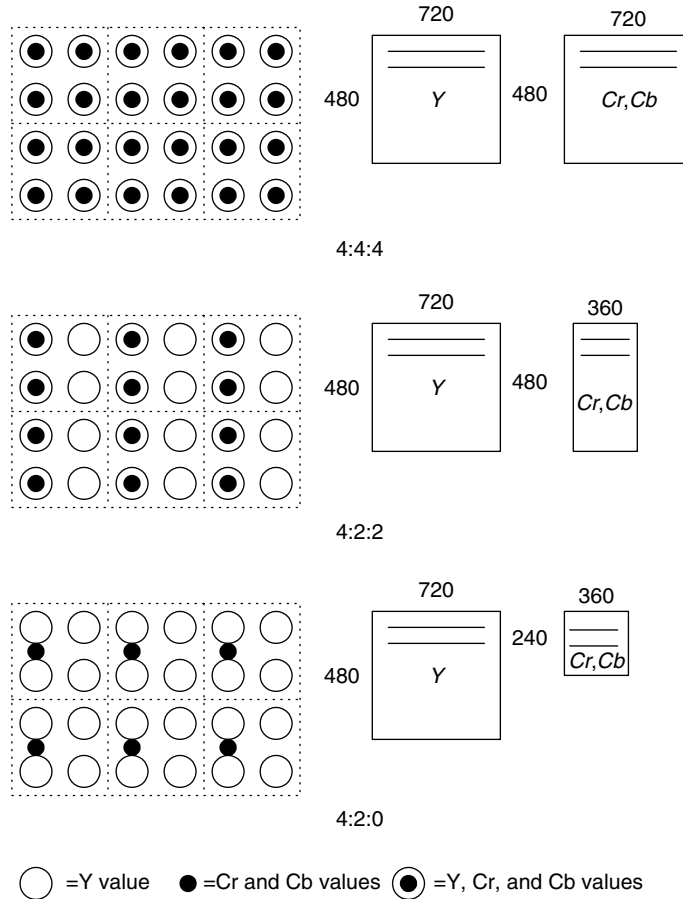 720 720
480 Y 480 Cr,Cb
4:4:4
720 360
480 Y 480 Cr,Cb
4:2:2
720 360
480 Y 240 Cr,Cb
4:2:0
=Y value =Cr and Cb values =Y, Cr, and Cb values